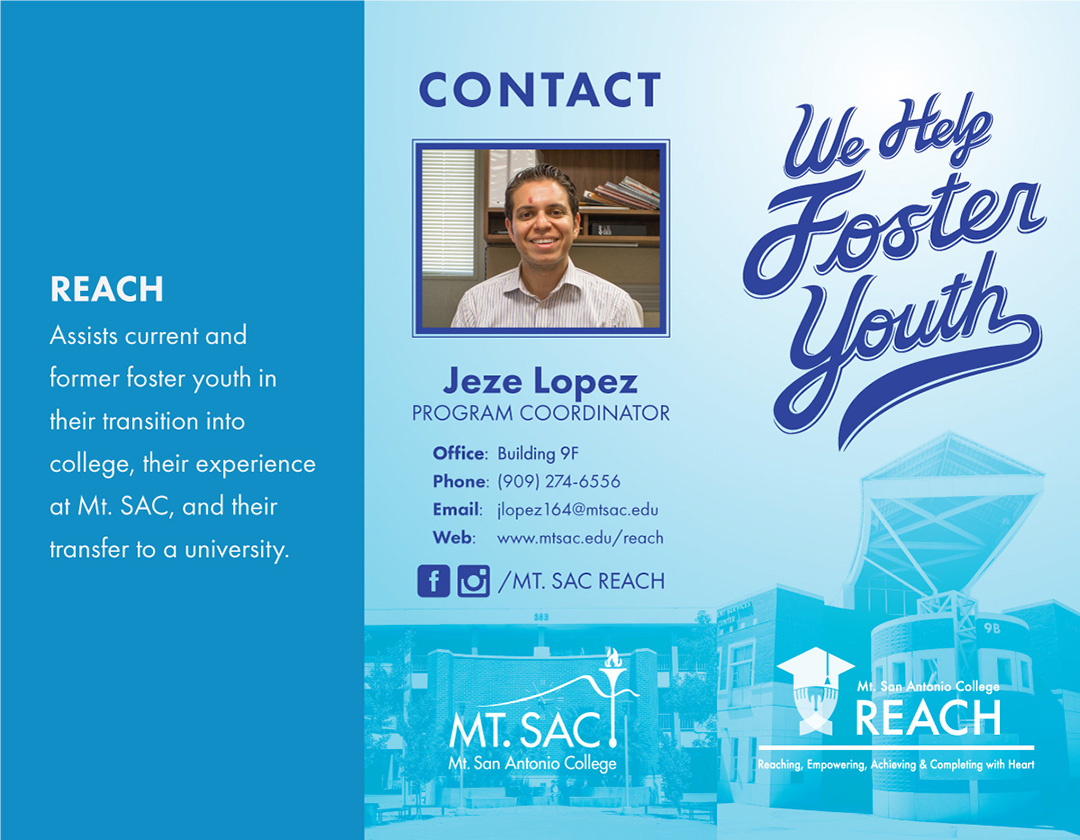 REACH
Assists current and
former foster youth in
their transition into
college, their experience
at Mt. SAC, and their
transfer to a university.
CONTACT
Jeze Lopez
PROGRAM COORDINATOR
Office: Building 9F
Phone: (909) 274-6556
Email: jlopez164@mtsac.edu
Web: www.mtsac.edu/reach
/MT. SAC REACH
MT. SAC
Mt. San Antonio College
We Help
Foster
Youth
9B
Mt. San Antonio College
REACH
Reaching, Empowering, Achieving & Completing with Heart